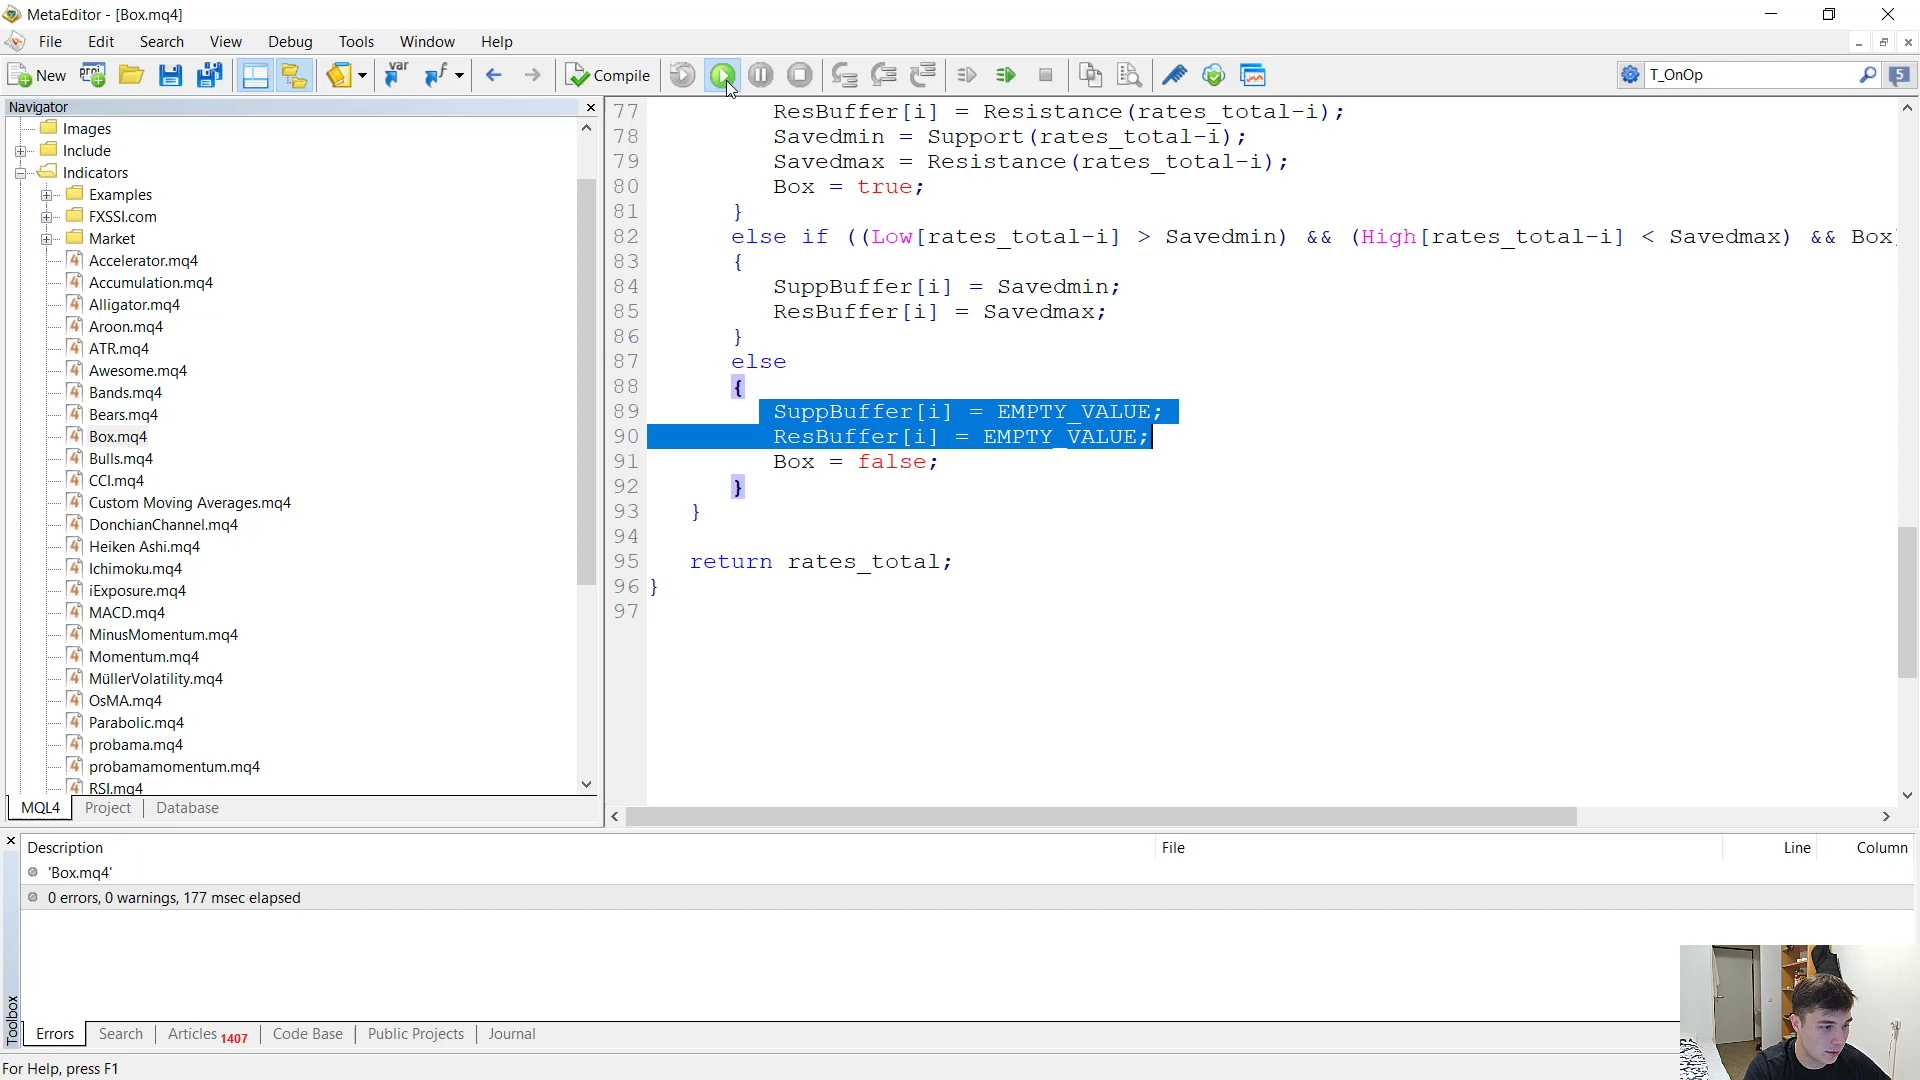 MetaEditor - [Box.mq4]
File Edit Search View Debug Tools Window Help
New var f Compile T_OnOp 5
Navigator
Images
Include
Indicators
Examples
FXSSI.com
Market
Accelerator.mq4
Accumulation.mq4
Alligator.mq4
Aroon.mq4
ATR.mq4
Awesome.mq4
Bands.mq4
Bears.mq4
Box.mq4
Bulls.mq4
CCI.mq4
Custom Moving Averages.mq4
DonchianChannel.mq4
Heiken Ashi.mq4
Ichimoku.mq4
iExposure.mq4
MACD.mq4
MinusMomentum.mq4
Momentum.mq4
MüllerVolatility.mq4
OsMA.mq4
Parabolic.mq4
probama.mq4
probamamomentum.mq4
RSI.mq4
MQL4 Project Database
77 ResBuffer[i] = Resistance(rates_total-i);
78 Savedmin = Support(rates_total-i);
79 Savedmax = Resistance(rates_total-i);
80 Box = true;
81 }
82 else if ((Low[rates_total-i] > Savedmin) && (High[rates_total-i] < Savedmax) && Box
83 {
84 SuppBuffer[i] = Savedmin;
85 ResBuffer[i] = Savedmax;
86 }
87 else
88 {
89 SuppBuffer[i] = EMPTY_VALUE;
90 ResBuffer[i] = EMPTY_VALUE;
91 Box = false;
92 }
93 }
94
95 return rates_total;
96 }
97
Description File Line Column
'Box.mq4'
0 errors, 0 warnings, 177 msec elapsed
Toolbox
Errors Search Articles 1407 Code Base Public Projects Journal
For Help, press F1